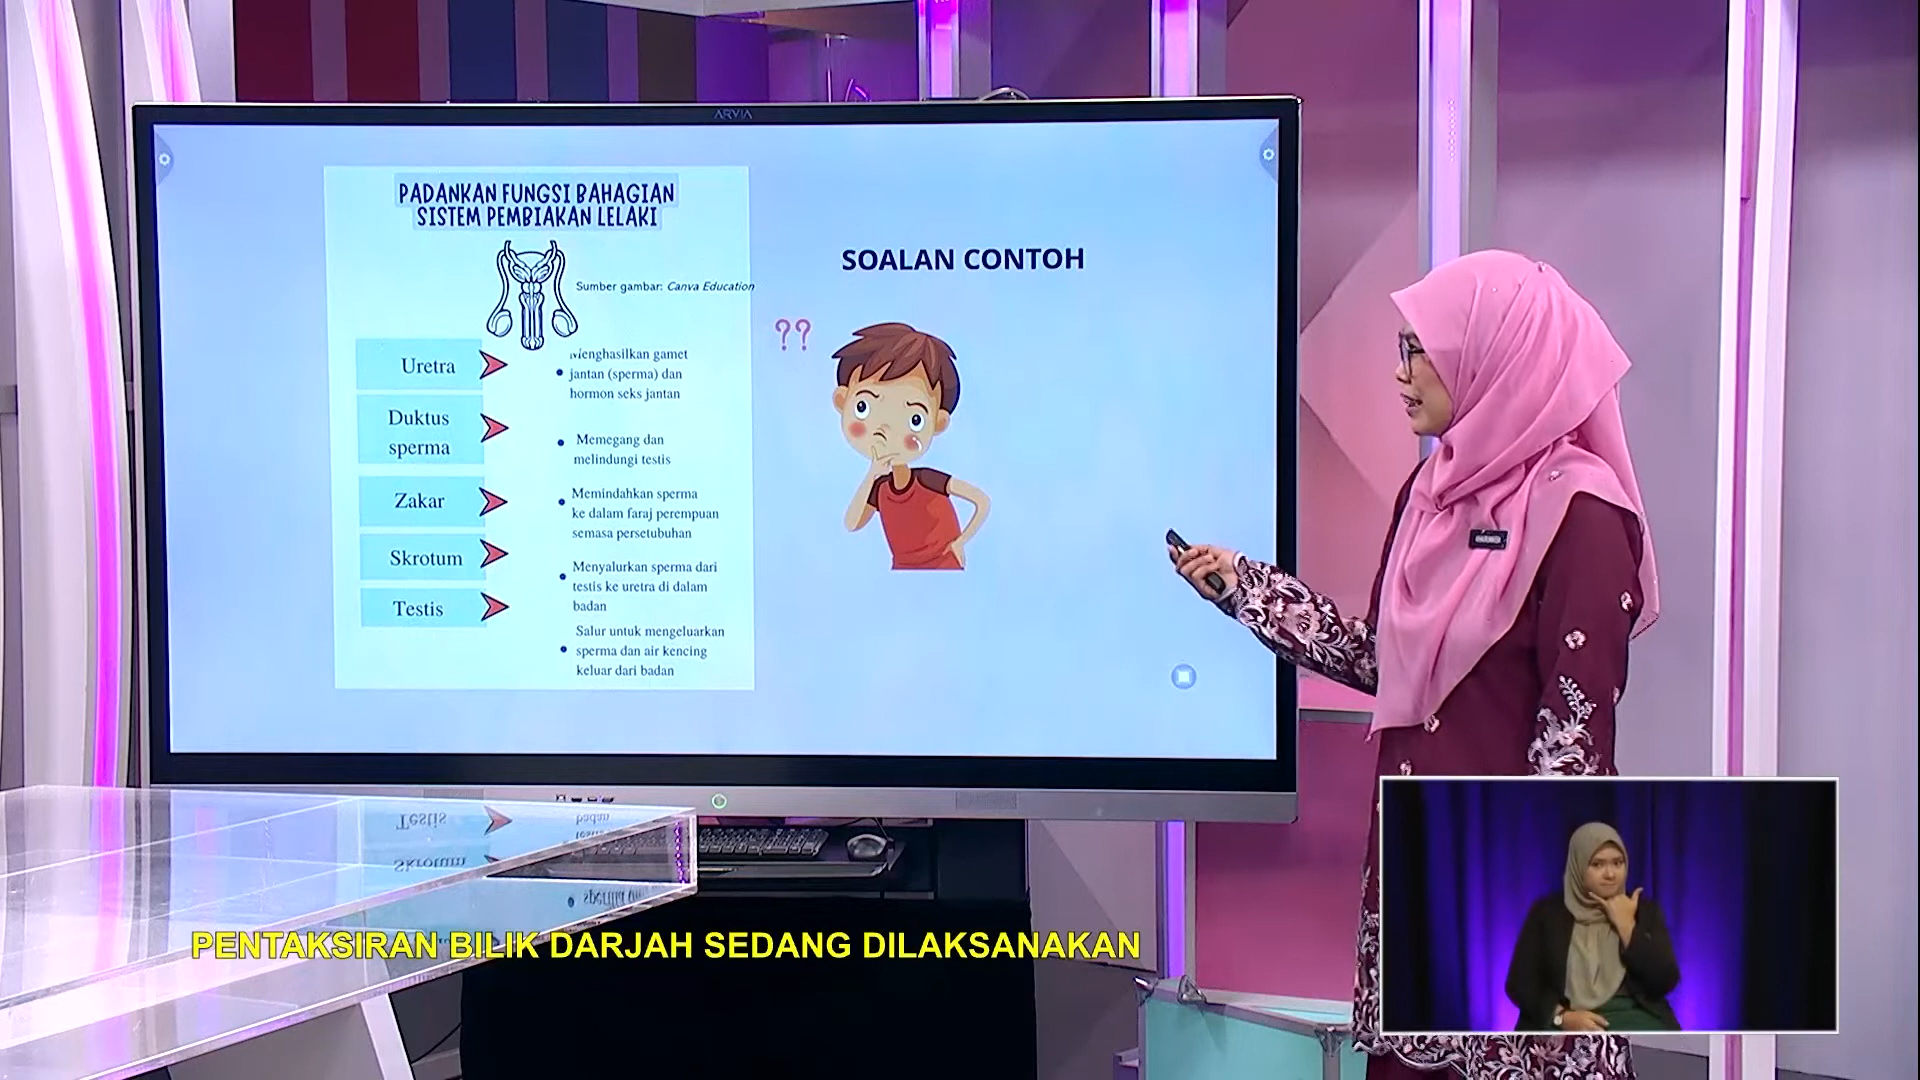 ARVIA
PADANKAN FUNGSI BAHAGIAN
SISTEM PEMBIAKAN LELAKI
Sumber gambar: Canva Education
SOALAN CONTOH
??
Uretra
Duktus
sperma
Zakar
Skrotum
Testis
Menghasilkan gamet
jantan (sperma) dan
hormon seks jantan
Memegang dan
melindungi testis
Memindahkan sperma
ke dalam faraj perempuan
semasa persetubuhan
Menyalurkan sperma dari
testis ke uretra di dalam
badan
Salur untuk mengeluarkan
sperma dan air kencing
keluar dari badan
PENTAKSIRAN BILIK DARJAH SEDANG DILAKSANAKAN